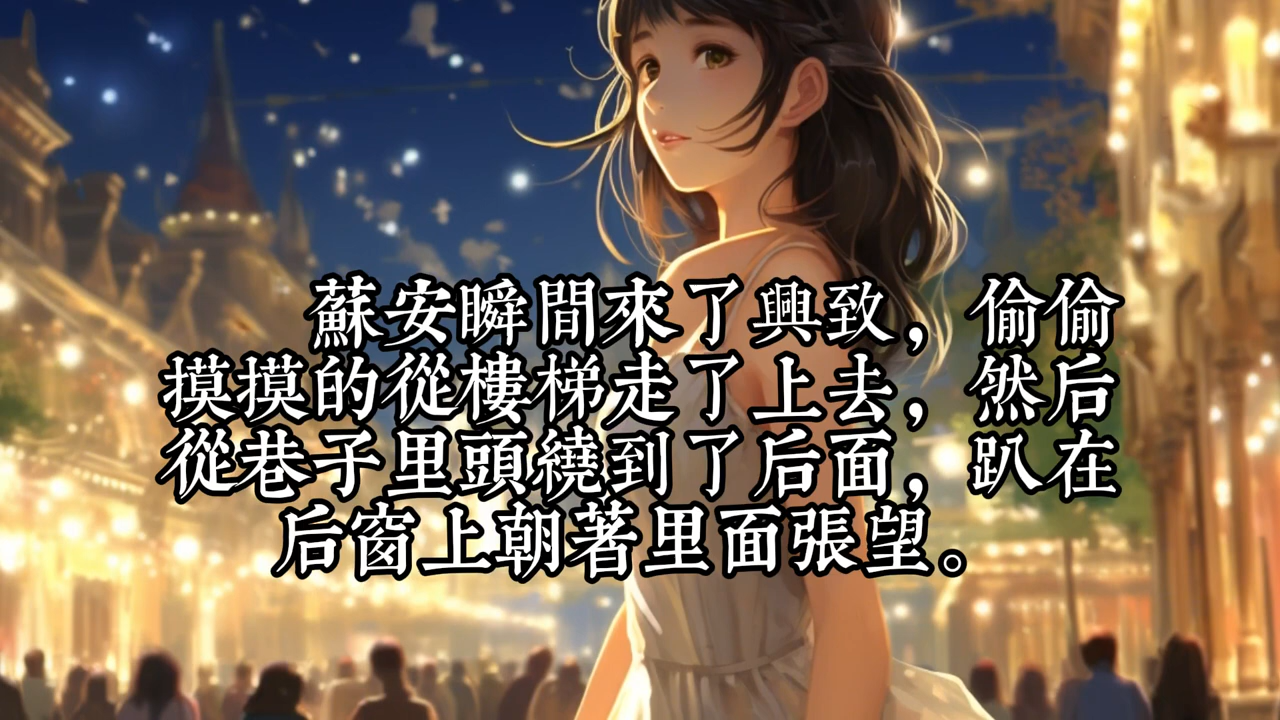 蘇安瞬間來了興致，偷偷
摸摸的從樓梯走了上去，然后
從巷子里頭繞到了后面，趴在
后窗上朝著里面張望。